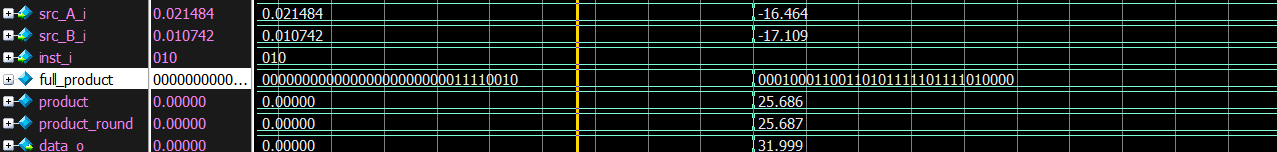 src_A_i 0.021484 0.021484 -16.464
src_B_i 0.010742 0.010742 -17.109
inst_i 010 010
full_product 0000000000... 00000000000000000000000011110010 00010001100110101111101111010000
product 0.00000 0.00000 25.686
product_round 0.00000 0.00000 25.687
data_o 0.00000 0.00000 31.999